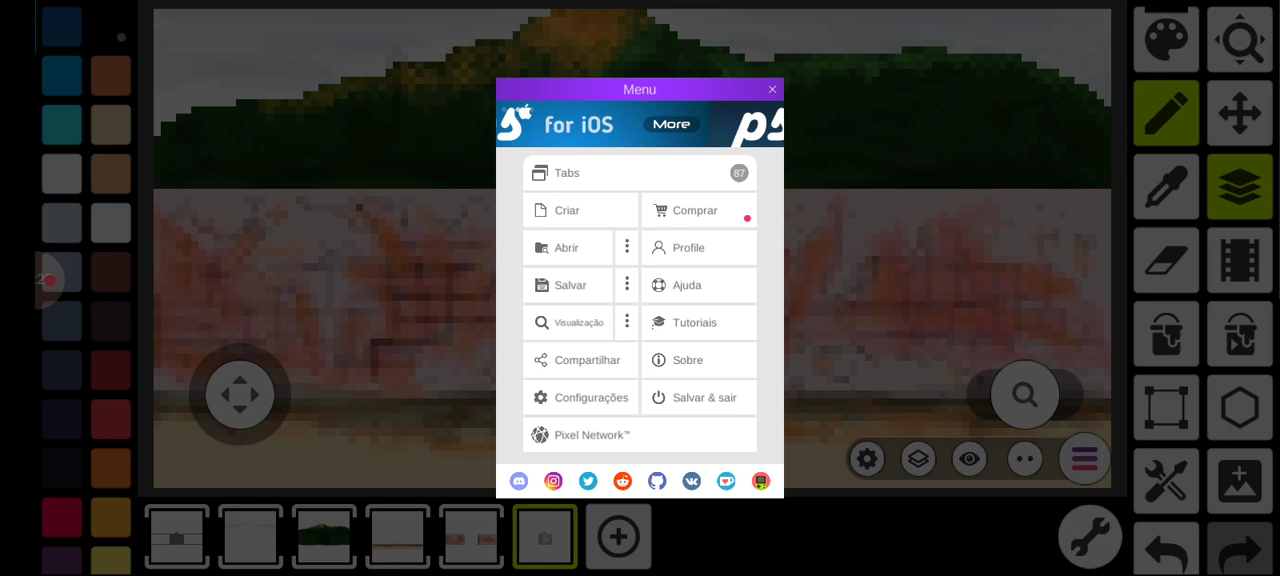 Menu
for iOS
More
ps
Tabs
87
Criar
Comprar
Abrir
Profile
Salvar
Ajuda
Visualização
Tutoriais
Compartilhar
Sobre
Configurações
Salvar & sair
Pixel Network™